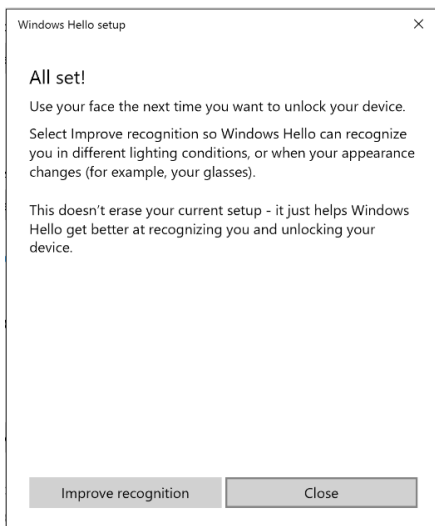 Windows Hello setup
All set!
Use your face the next time you want to unlock your device.
Select Improve recognition so Windows Hello can recognize
you in different lighting conditions, or when your appearance
changes (for example, your glasses).
This doesn't erase your current setup - it just helps Windows
Hello get better at recognizing you and unlocking your
device.
Improve recognition
Close